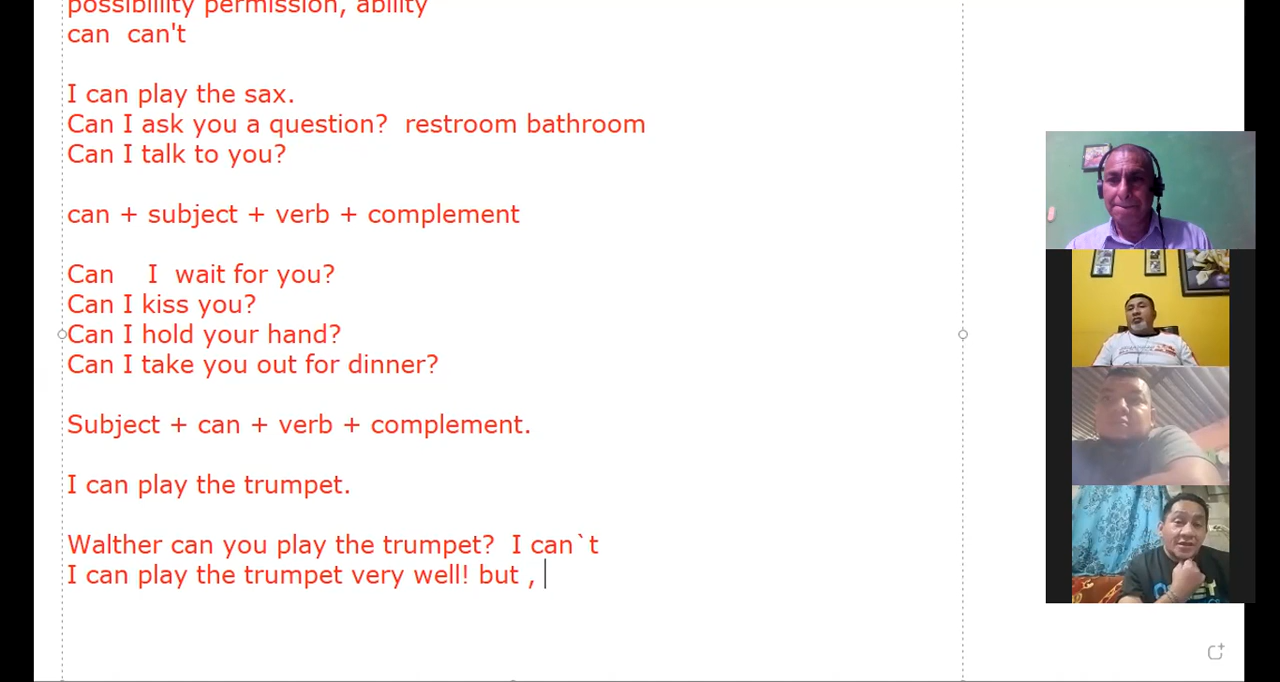 possibility permission, ability
can can't
I can play the sax.
Can I ask you a question? restroom bathroom
Can I talk to you?
can + subject + verb + complement
Can I wait for you?
Can I kiss you?
Can I hold your hand?
Can I take you out for dinner?
Subject + can + verb + complement.
I can play the trumpet.
Walther can you play the trumpet? I can`t
I can play the trumpet very well! but ,